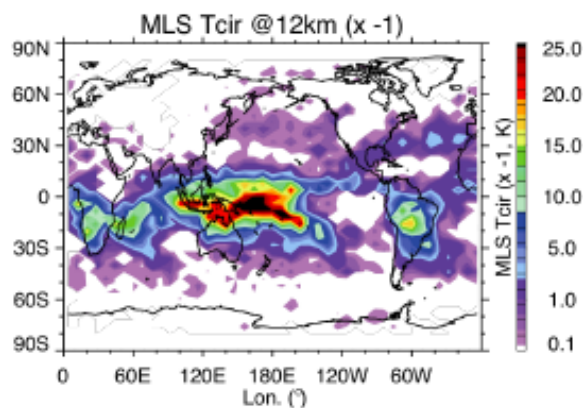 MLS Tcir @12km (x -1)
90N
60N
30N
0
30S
60S
90S
0 60E 120E 180E 120W 60W
Lon. (°)
25.0
20.0
15.0
10.0
5.0
1.0
0.1
MLS Tcir (x -1, K)